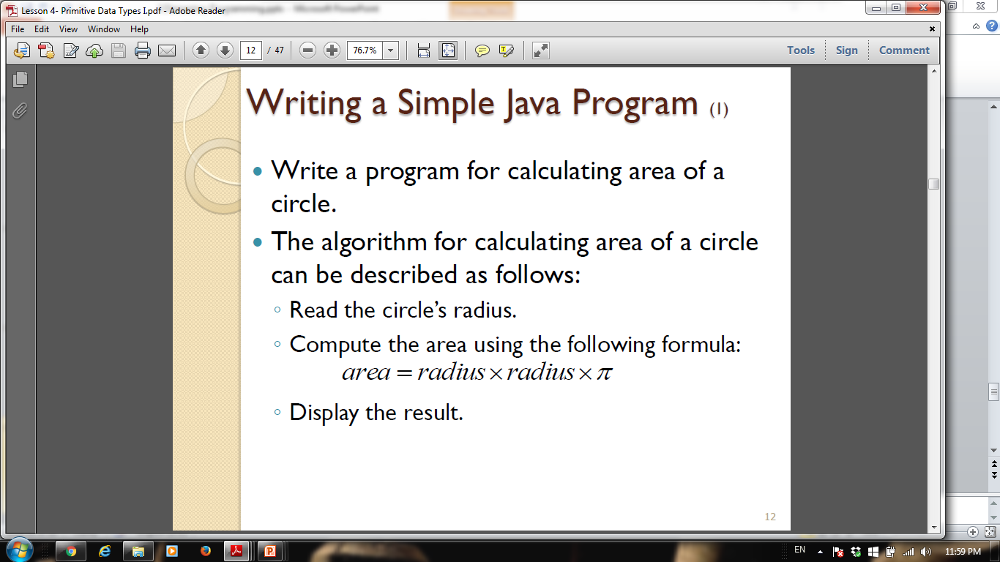 Lesson 4- Primitive Data Types I.pdf - Adobe Reader
File Edit View Window Help
12 / 47 76.7% Tools Sign Comment
Writing a Simple Java Program (1)
• Write a program for calculating area of a
circle.
• The algorithm for calculating area of a circle
can be described as follows:
◦ Read the circle’s radius.
◦ Compute the area using the following formula:
area = radius × radius × π
◦ Display the result.
12
EN 11:59 PM